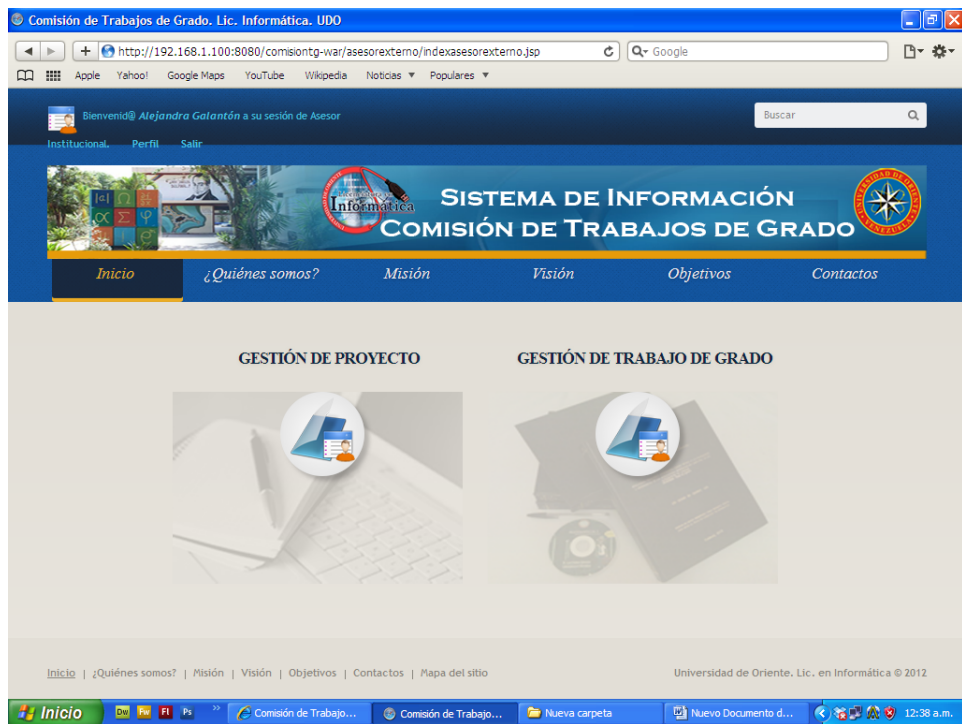 Comisión de Trabajos de Grado. Lic. Informática. UDO
http://192.168.1.100:8080/comisiontg-war/asesorexterno/indexasesorexterno.jsp
Google
Apple Yahoo! Google Maps YouTube Wikipedia Noticias Populares
Bienvenid@ Alejandra Galantón a su sesión de Asesor
Buscar
Institucional. Perfil Salir
Informática
SISTEMA DE INFORMACIÓN
COMISIÓN DE TRABAJOS DE GRADO
Inicio ¿Quiénes somos? Misión Visión Objetivos Contactos
GESTIÓN DE PROYECTO
GESTIÓN DE TRABAJO DE GRADO
Inicio | ¿Quiénes somos? | Misión | Visión | Objetivos | Contactos | Mapa del sitio
Universidad de Oriente. Lic. en Informática © 2012
Inicio Dw Fw Fl Ps » Comisión de Trabajo... Comisión de Trabajo... Nueva carpeta Nuevo Documento d... 12:38 a.m.